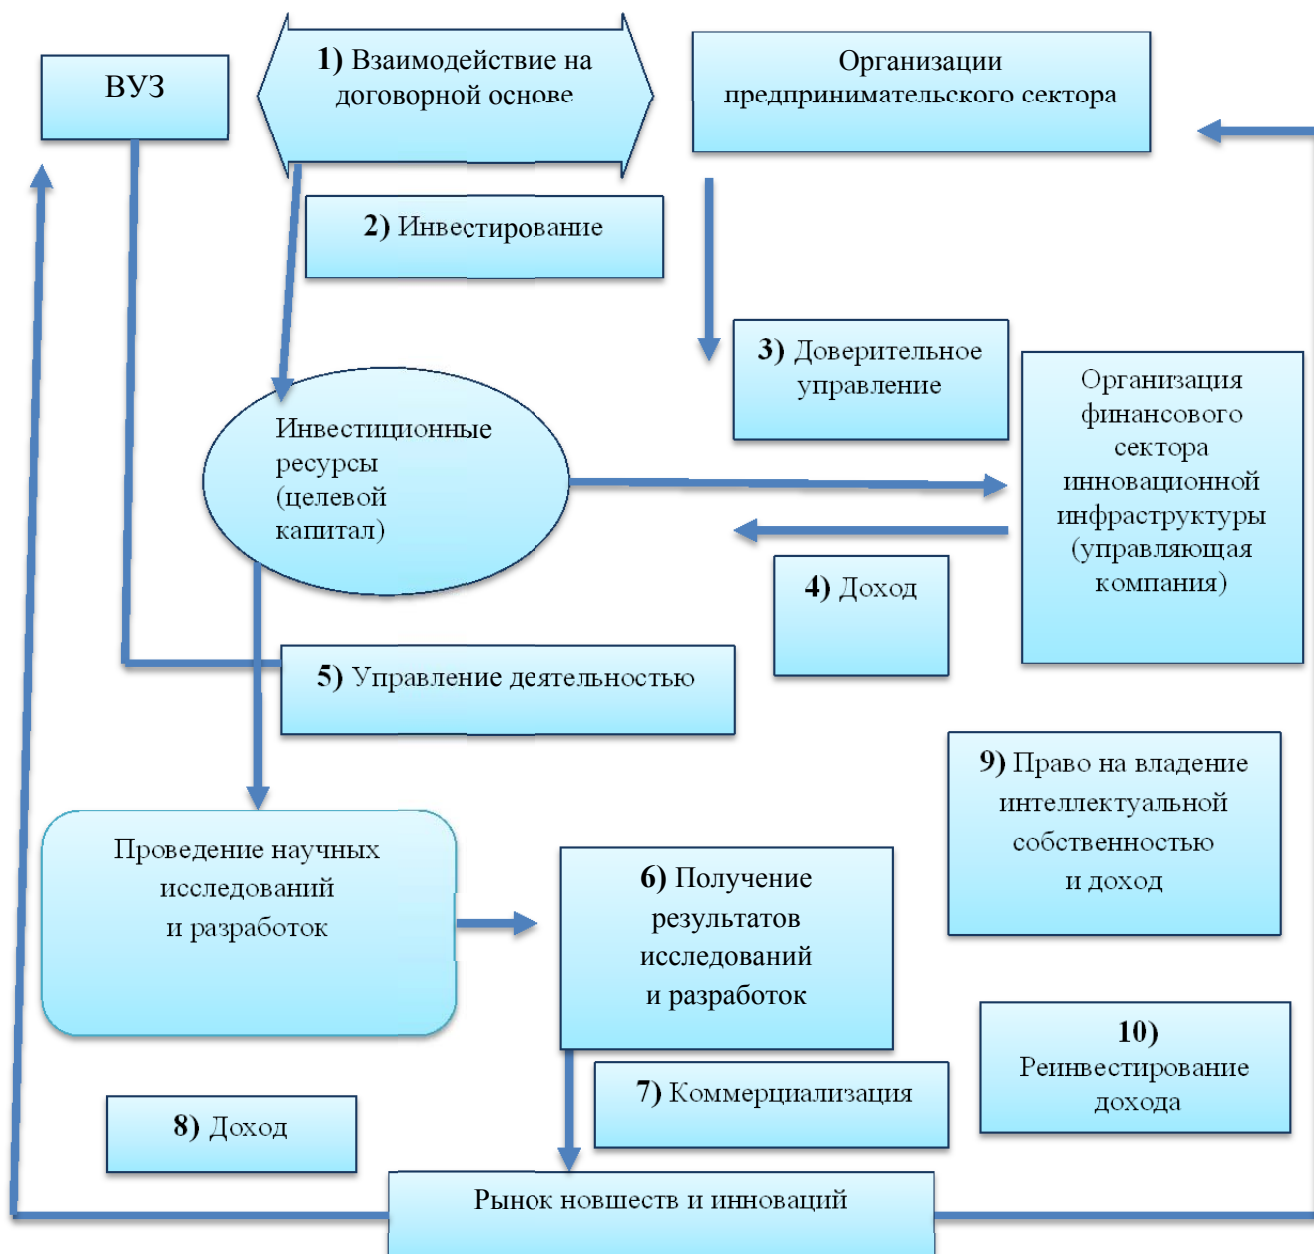 ВУЗ
1) Взаимодействие на
договорной основе
Организации
предпринимательского сектора
2) Инвестирование
3) Доверительное
управление
Организация
финансового
сектора
инновационной
инфраструктуры
(управляющая
компания)
Инвестиционные
ресурсы
(целевой
капитал)
4) Доход
5) Управление деятельностью
9) Право на владение
интеллектуальной
собственностью
и доход
Проведение научных
исследований
и разработок
6) Получение
результатов
исследований
и разработок
10)
Реинвестирование
дохода
7) Коммерциализация
8) Доход
Рынок новшеств и инноваций